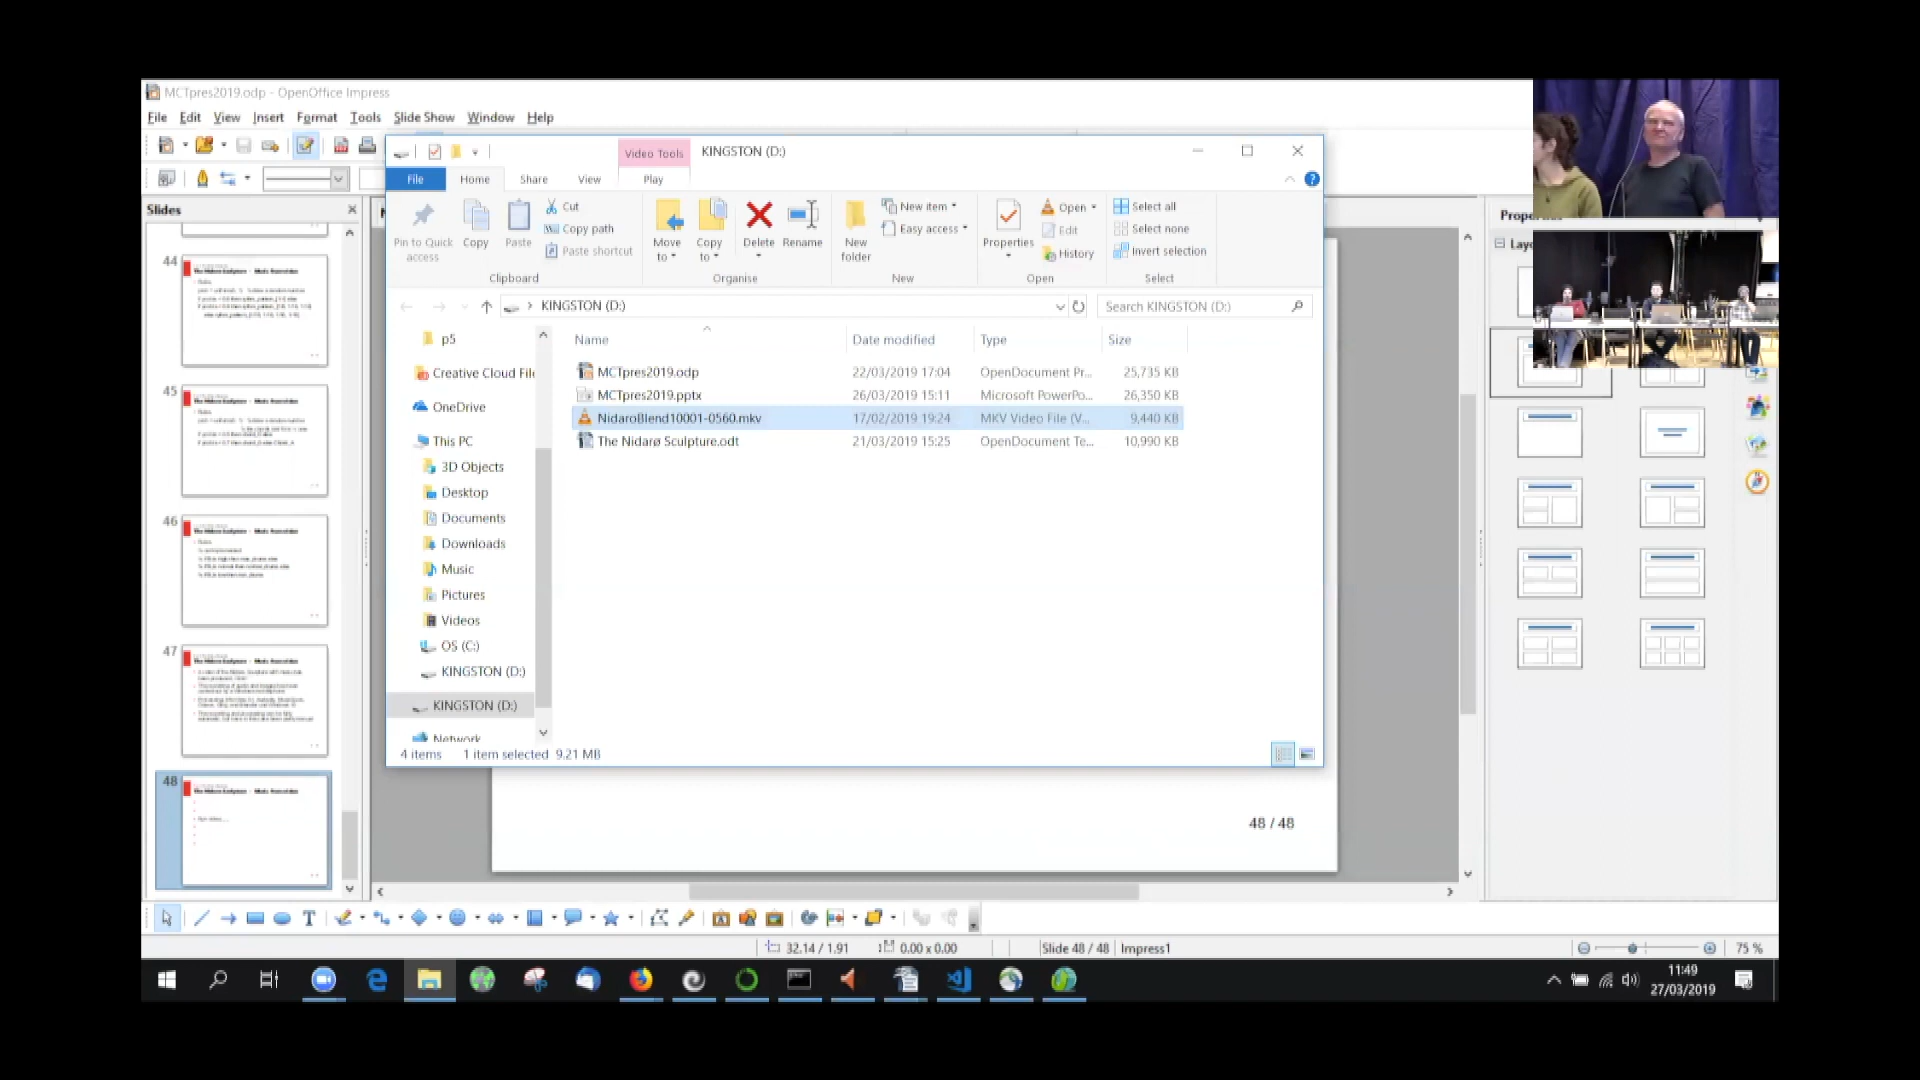 MCTpres2019.odp - OpenOffice Impress
File Edit View Insert Format Tools Slide Show Window Help
Video Tools KINGSTON (D:)
File Home Share View Play
Pin to Quick access
Copy
Paste
Cut
Copy path
Paste shortcut
Clipboard
Move to
Copy to
Delete
Rename
Organise
New folder
New item
Easy access
New
Properties
Open
Edit
History
Open
Select all
Select none
Invert selection
Select
KINGSTON (D:)
Search KINGSTON (D:)
Slides
44
45
46
47
48
p5
Creative Cloud File
OneDrive
This PC
3D Objects
Desktop
Documents
Downloads
Music
Pictures
Videos
OS (C:)
KINGSTON (D:)
KINGSTON (D:)
Network
Name Date modified Type Size
MCTpres2019.odp 22/03/2019 17:04 OpenDocument Pr... 25,735 KB
MCTpres2019.pptx 26/03/2019 15:11 Microsoft PowerPo... 26,350 KB
NidaroBlend10001-0560.mkv 17/02/2019 19:24 MKV Video File (V... 9,440 KB
The Nidarø Sculpture.odt 21/03/2019 15:25 OpenDocument Te... 10,990 KB
4 items 1 item selected 9.21 MB
48 / 48
32.14 / 1.91 0.00 x 0.00 Slide 48 / 48 Impress1 75 %
11:49
27/03/2019